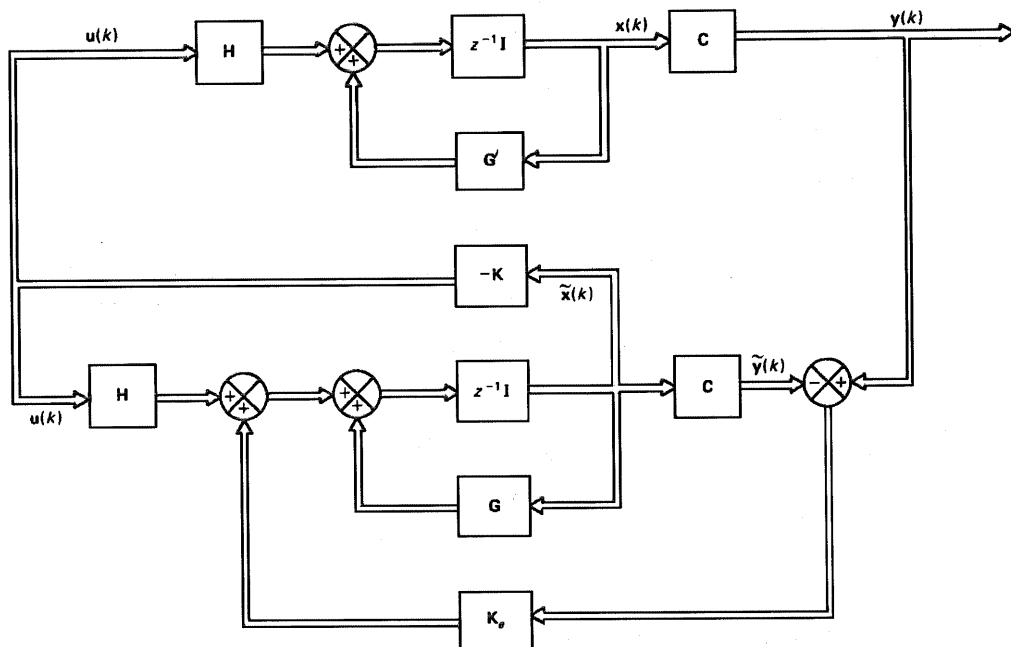 u(k)
H
+
+
z⁻¹I
x(k)
C
y(k)
G'
-K
x̃(k)
H
u(k)
+
+
+
+
z⁻¹I
C
ỹ(k)
-
+
G
Kₑ